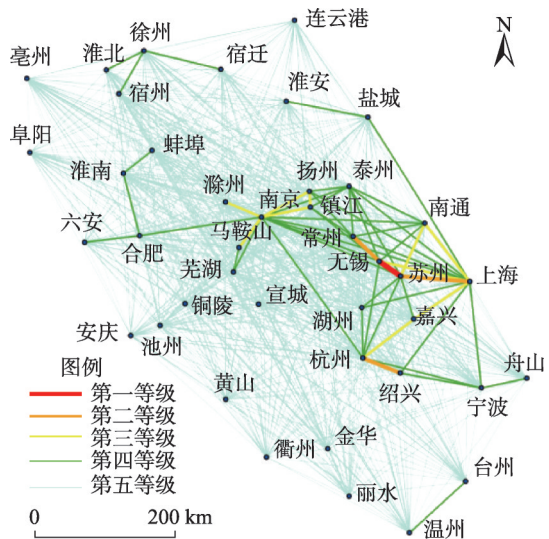 连云港
徐州
N
淮北
宿迁
亳州
宿州
淮安
盐城
阜阳
蚌埠
淮南
扬州
泰州
滁州
南京
镇江
南通
六安
合肥
马鞍山
常州
无锡
苏州
上海
芜湖
宣城
铜陵
湖州
嘉兴
安庆
池州
杭州
舟山
图例
绍兴
宁波
第一等级
黄山
第二等级
第三等级
金华
第四等级
衢州
台州
第五等级
丽水
0
200 km
温州